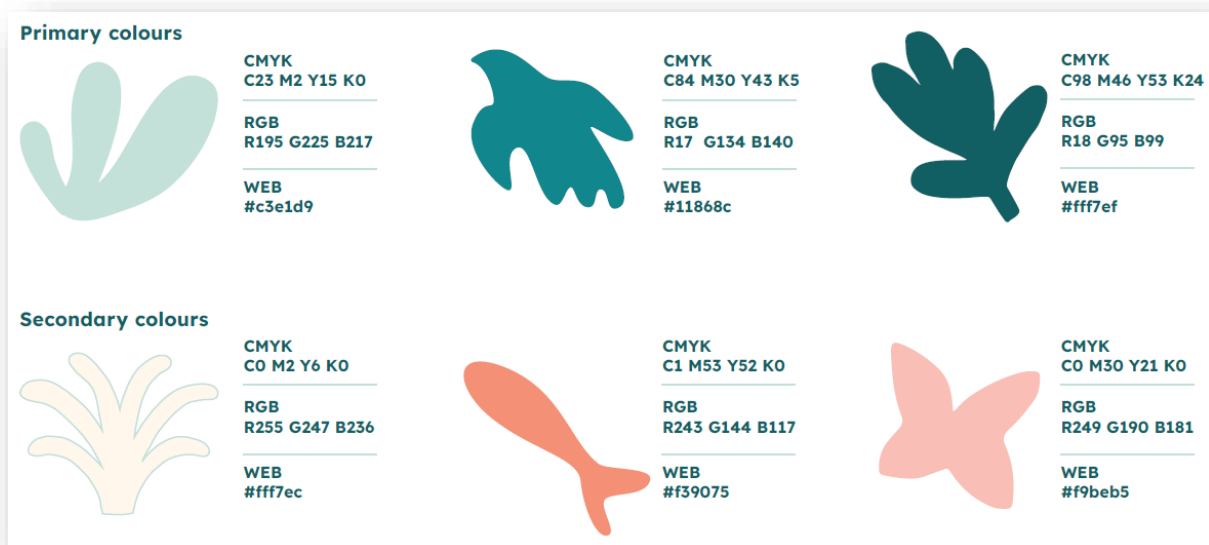 Primary colours
CMYK
C23 M2 Y15 K0
RGB
R195 G225 B217
WEB
#c3e1d9
CMYK
C84 M30 Y43 K5
RGB
R17 G134 B140
WEB
#11868c
CMYK
C98 M46 Y53 K24
RGB
R18 G95 B99
WEB
#fff7ef
Secondary colours
CMYK
C0 M2 Y6 K0
RGB
R255 G247 B236
WEB
#fff7ec
CMYK
C1 M53 Y52 K0
RGB
R243 G144 B117
WEB
#f39075
CMYK
C0 M30 Y21 K0
RGB
R249 G190 B181
WEB
#f9beb5